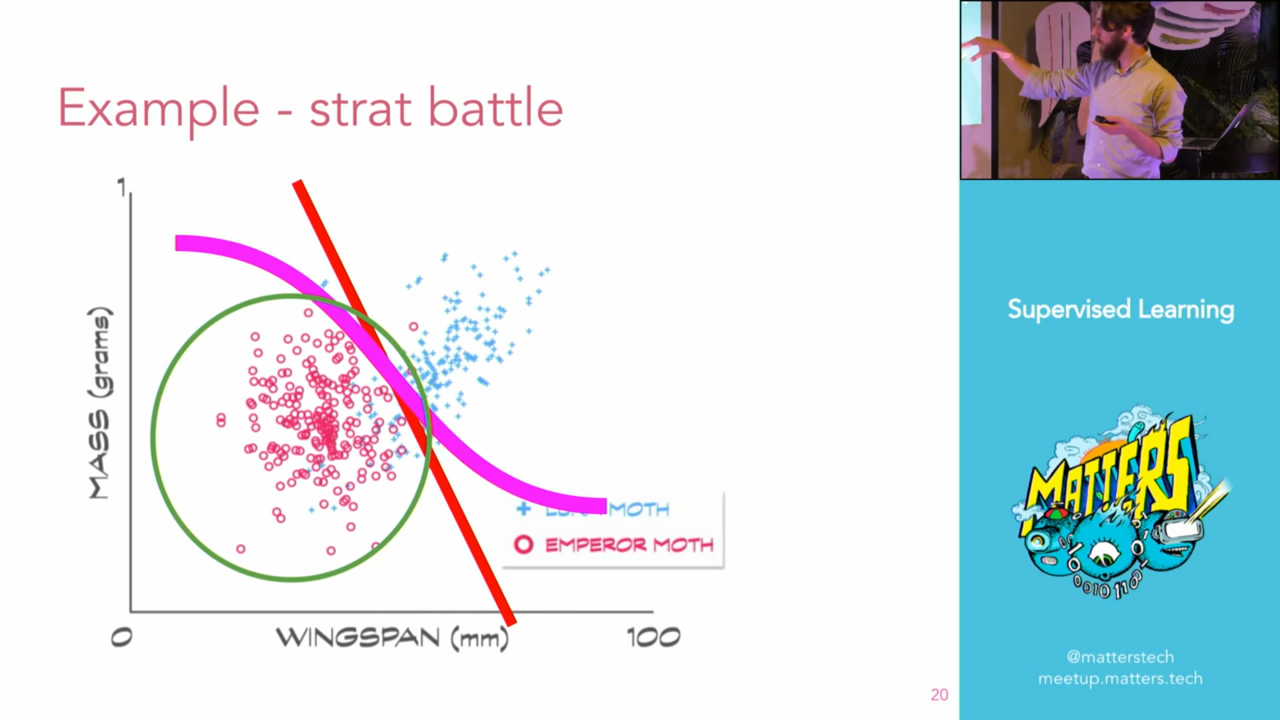 Example - strat battle
1
MASS (grams)
MOTH
EMPEROR MOTH
0
WINGSPAN (mm)
100
20
Supervised Learning
MATTERS
@matterstech
meetup.matters.tech